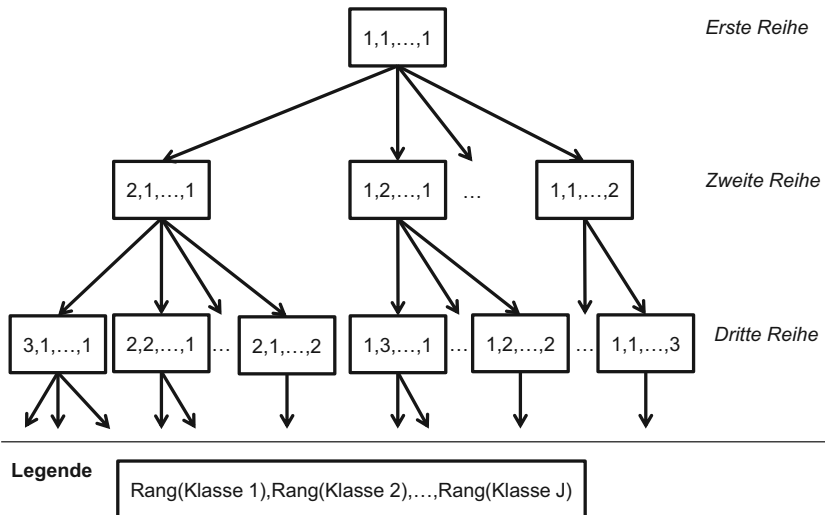 1,1,…,1 Erste Reihe
2,1,…,1 1,2,…,1 … 1,1,…,2 Zweite Reihe
3,1,…,1 2,2,…,1 … 2,1,…,2 1,3,…,1 … 1,2,…,2 … 1,1,…,3 Dritte Reihe
Legende
Rang(Klasse 1),Rang(Klasse 2),…,Rang(Klasse J)